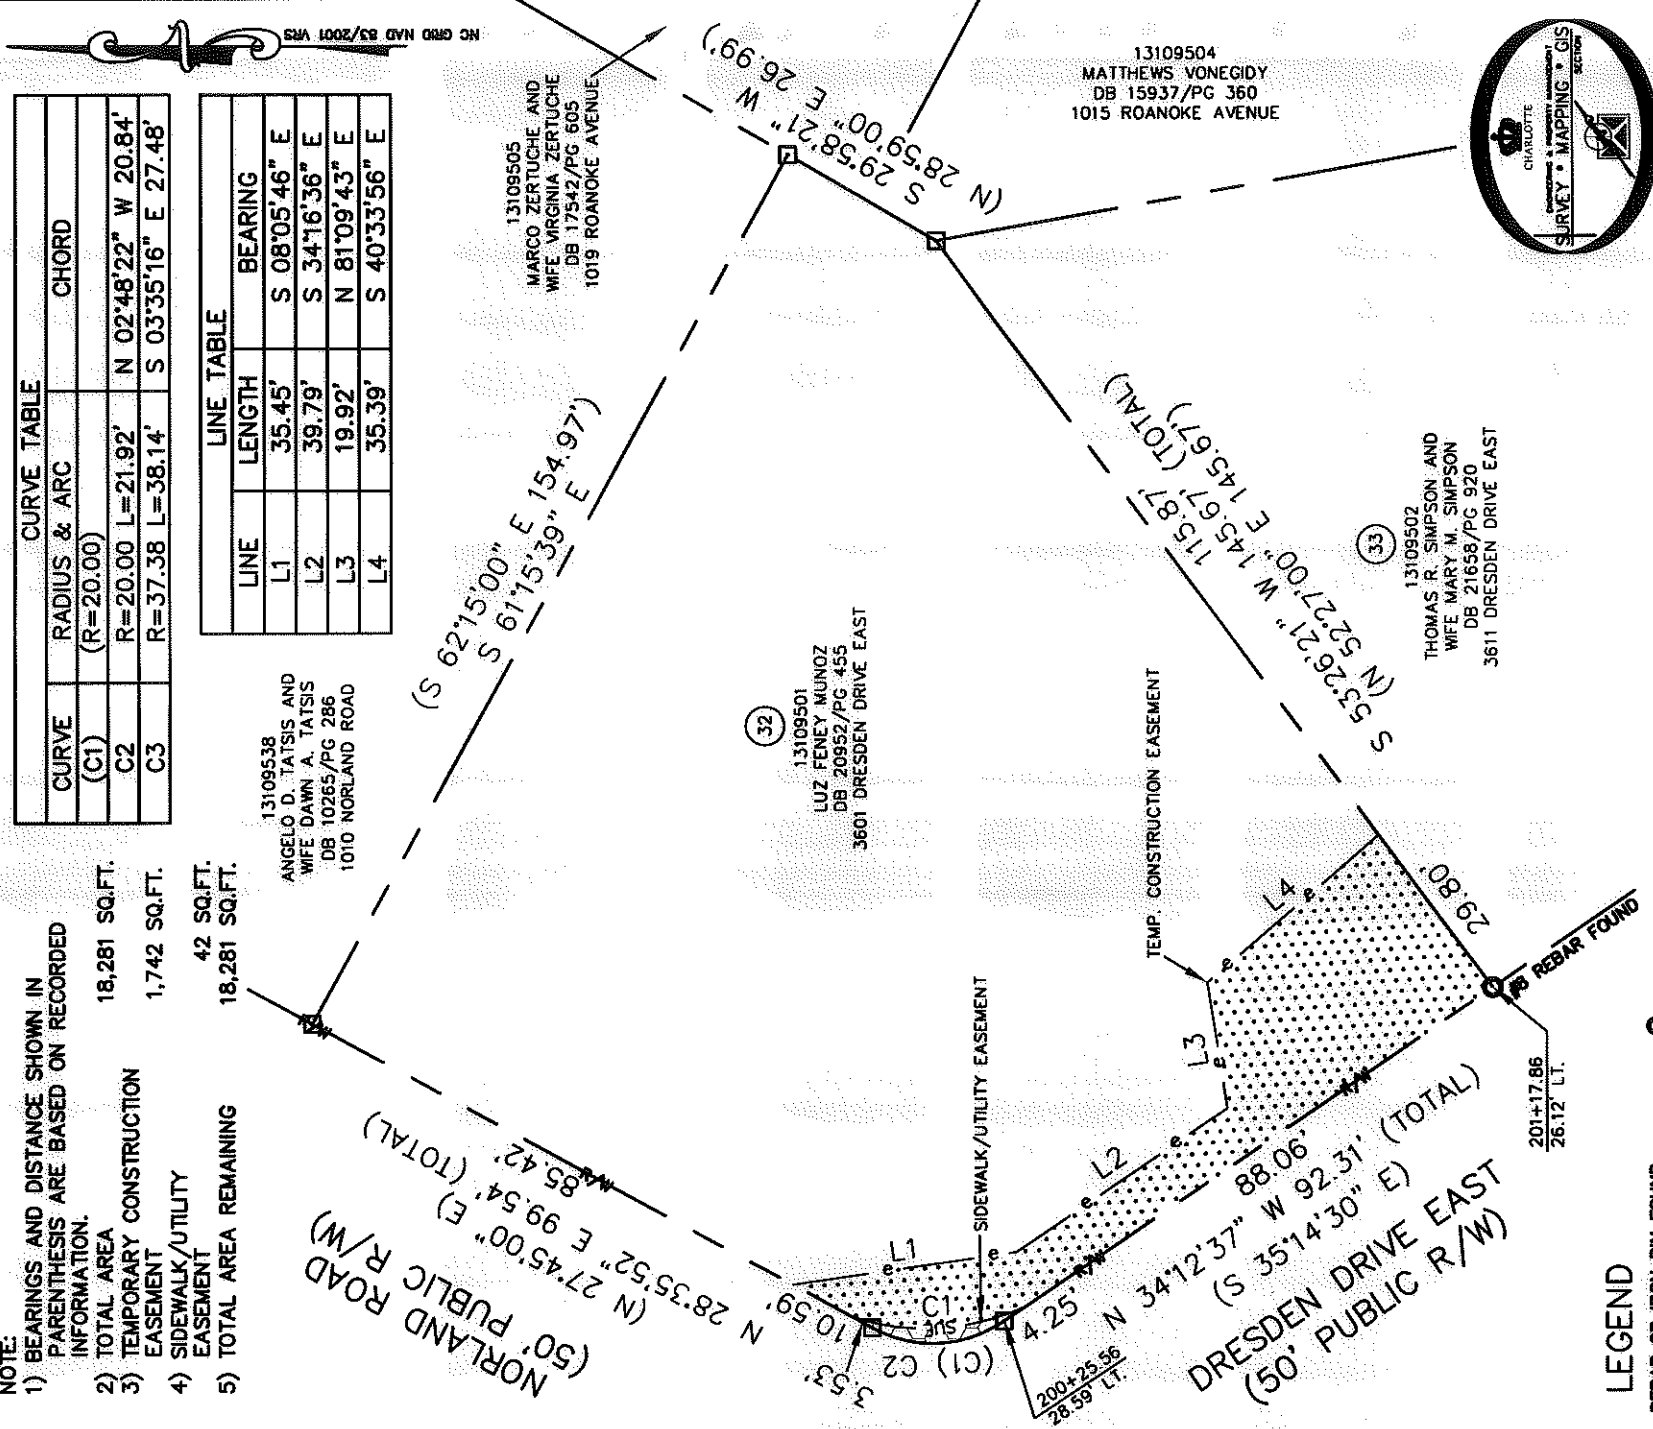 NOTE:
1) BEARINGS AND DISTANCE SHOWN IN
PARENTHESIS ARE BASED ON RECORDED
INFORMATION.
2) TOTAL AREA 18,281 SQ.FT.
3) TEMPORARY CONSTRUCTION
EASEMENT 1,742 SQ.FT.
4) SIDEWALK/UTILITY
EASEMENT 42 SQ.FT.
5) TOTAL AREA REMAINING 18,281 SQ.FT.
CURVE TABLE
CURVE RADIUS & ARC CHORD
(C1) (R=20.00)
C2 R=20.00 L=21.92' N 02°48'22" W 20.84'
C3 R=37.38 L=38.14' S 03°35'16" E 27.48'
LINE TABLE
LINE LENGTH BEARING
L1 35.45' S 08°05'46" E
L2 39.79' S 34°16'36" E
L3 19.92' N 81°09'43" E
L4 35.39' S 40°33'56" E
NC GRID NAD 83/2001 VRS
13109538
ANGELO D. TATSIS AND
WIFE DAWN A. TATSIS
DB 10265/PG 286
1010 NORLAND ROAD
(S 62°15'00" E 154.97')
S 61°15'39" E
13109505
MARCO ZERTUCHE AND
WIFE VIRGINIA ZERTUCHE
DB 17542/PG 605
1019 ROANOKE AVENUE
S 29°58'21" W
(N 28°59'00" E 26.99')
13109504
MATTHEWS VONEGIDY
DB 15937/PG 360
1015 ROANOKE AVENUE
32
13109501
LUZ FENEY MUNOZ
DB 20952/PG 455
3601 DRESDEN DRIVE EAST
115.87'
S 53°26'21" W 145.67' (TOTAL)
(N 52°27'00" E 145.67')
29.80'
33
13109502
THOMAS R. SIMPSON AND
WIFE MARY M. SIMPSON
DB 21658/PG 920
3611 DRESDEN DRIVE EAST
NORLAND ROAD
(50' PUBLIC R/W)
(N 27°45'00" E)
N 28°35'52" E 99.54' (TOTAL)
85.42'
R/W
R/W
10.59'
3.53'
L1
e
e
C1
SUE
(C1) C2
SIDEWALK/UTILITY EASEMENT
TEMP. CONSTRUCTION EASEMENT
e
L2
e
L3
e
e
L4
e
R/W
R/W
4.25'
88.06'
N 34°12'37" W 92.31' (TOTAL)
(S 35°14'30" E)
DRESDEN DRIVE EAST
(50' PUBLIC R/W)
200+25.56
28.59' LT.
201+17.86
26.12' LT.
REBAR FOUND
CHARLOTTE
ENGINEERING & PROPERTY MANAGEMENT
SURVEY * MAPPING * GIS
SECTION
LEGEND